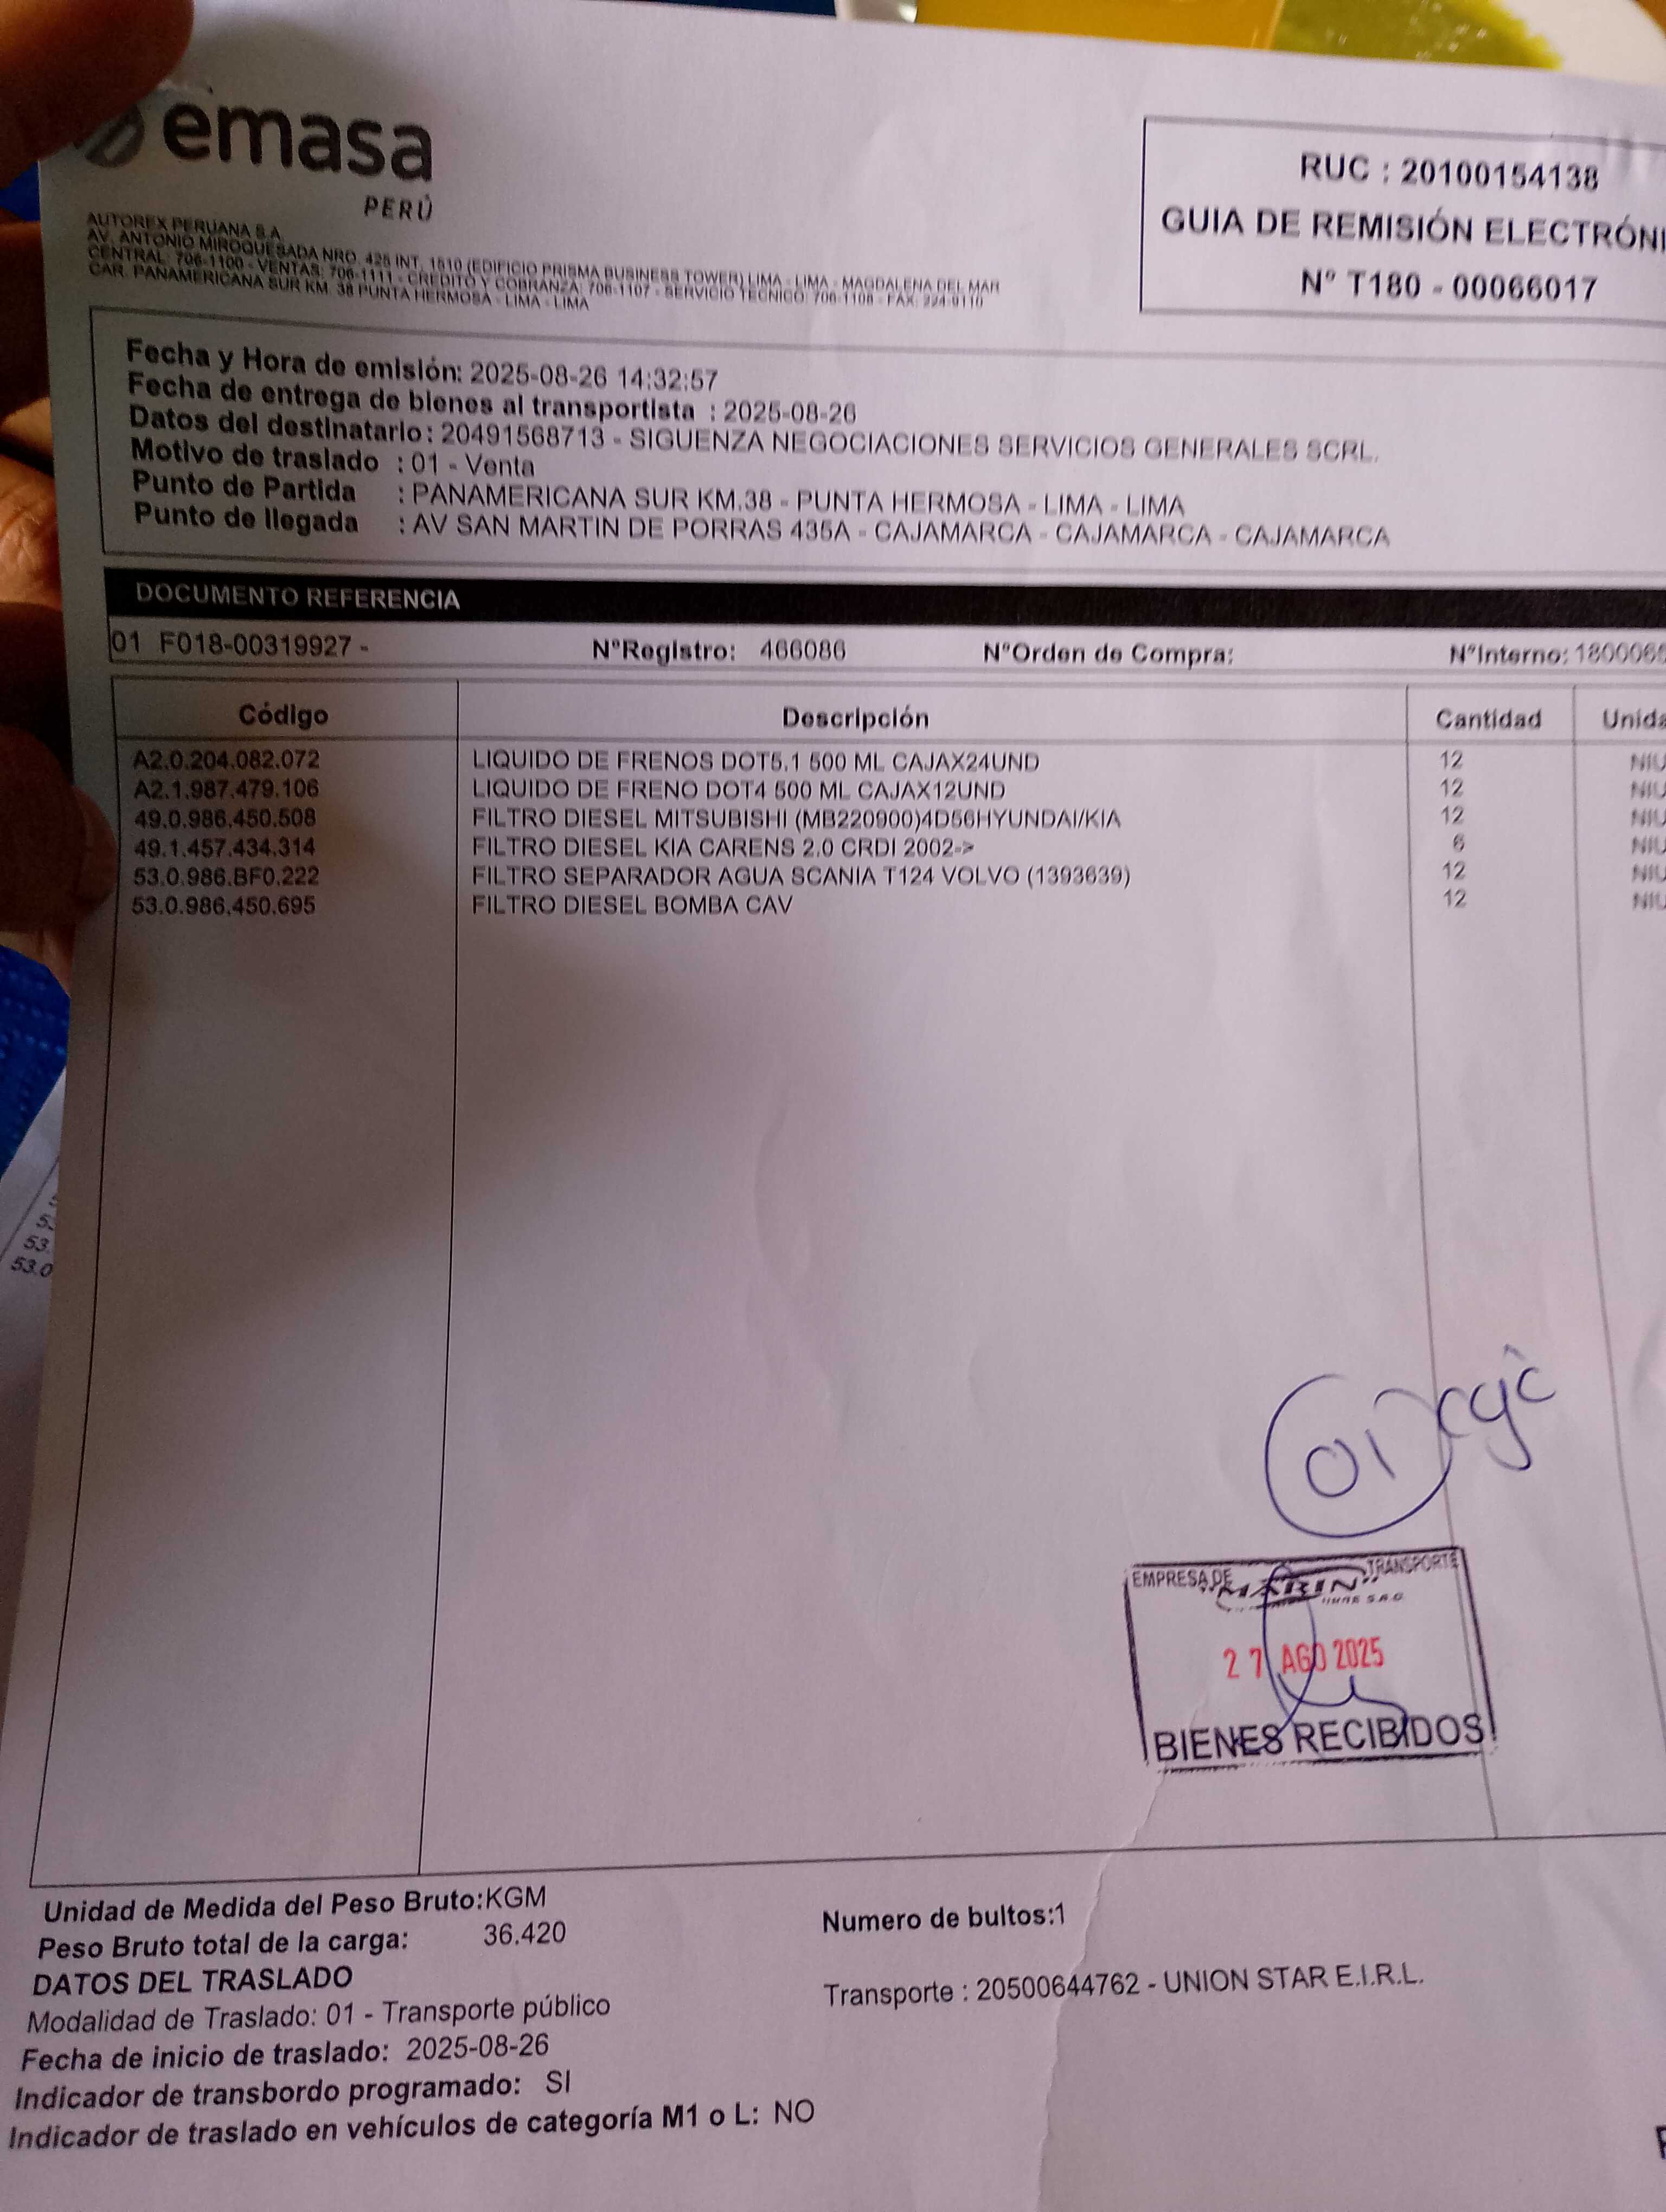 emasa
PERÚ
AUTOREX PERUANA S.A.
AV. ANTONIO MIROQUESADA NRO. 425 INT. 1510 (EDIFICIO PRISMA BUSINESS TOWER) LIMA - LIMA - MAGDALENA DEL MAR
CENTRAL: 706-1100 - VENTAS: 706-1111 - CREDITO Y COBRANZA: 706-1107 - SERVICIO TECNICO: 706-1108 - FAX: 224-0110
CAR. PANAMERICANA SUR KM. 38 PUNTA HERMOSA - LIMA - LIMA
RUC : 20100154138
GUIA DE REMISIÓN ELECTRÓNI
N° T180 - 00066017
Fecha y Hora de emisión: 2025-08-26 14:32:57
Fecha de entrega de bienes al transportista : 2025-08-26
Datos del destinatario : 20491568713 - SIGUENZA NEGOCIACIONES SERVICIOS GENERALES SCRL.
Motivo de traslado : 01 - Venta
Punto de Partida : PANAMERICANA SUR KM.38 - PUNTA HERMOSA - LIMA - LIMA
Punto de llegada : AV SAN MARTIN DE PORRAS 435A - CAJAMARCA - CAJAMARCA - CAJAMARCA
DOCUMENTO REFERENCIA
01 F018-00319927 - N°Registro: 466086 N°Orden de Compra: N°Interno: 1800065
Código Descripción Cantidad Unida
A2.0.204.082.072 LIQUIDO DE FRENOS DOT5.1 500 ML CAJAX24UND 12 NIU
A2.1.987.479.106 LIQUIDO DE FRENO DOT4 500 ML CAJAX12UND 12 NIU
49.0.986.450.508 FILTRO DIESEL MITSUBISHI (MB220900)4D56HYUNDAI/KIA 12 NIU
49.1.457.434.314 FILTRO DIESEL KIA CARENS 2.0 CRDI 2002-> 6 NIU
53.0.986.BF0.222 FILTRO SEPARADOR AGUA SCANIA T124 VOLVO (1393639) 12 NIU
53.0.986.450.695 FILTRO DIESEL BOMBA CAV 12 NIU
53.
53.0
01
EMPRESA DE TRANSPORTE
"MARIN"
S.A.C.
27 AGO 2025
BIENES RECIBIDOS
Unidad de Medida del Peso Bruto:KGM
Peso Bruto total de la carga: 36.420
Numero de bultos:1
DATOS DEL TRASLADO
Modalidad de Traslado: 01 - Transporte público
Transporte : 20500644762 - UNION STAR E.I.R.L.
Fecha de inicio de traslado: 2025-08-26
Indicador de transbordo programado: SI
Indicador de traslado en vehículos de categoría M1 o L: NO